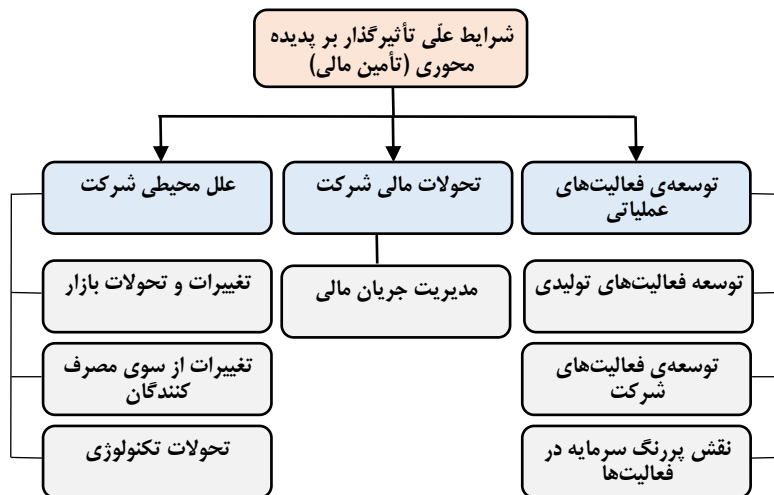 شرایط علّی تأثیرگذار بر پدیده
محوری (تأمین مالی)
توسعه‌ی فعالیت‌های
عملیاتی
تحولات مالی شرکت
علل محیطی شرکت
توسعه فعالیت‌های تولیدی
مدیریت جریان مالی
تغییرات و تحولات بازار
توسعه‌ی فعالیت‌های
شرکت
تغییرات از سوی مصرف
کنندگان
نقش پررنگ سرمایه در
فعالیت‌ها
تحولات تکنولوژی